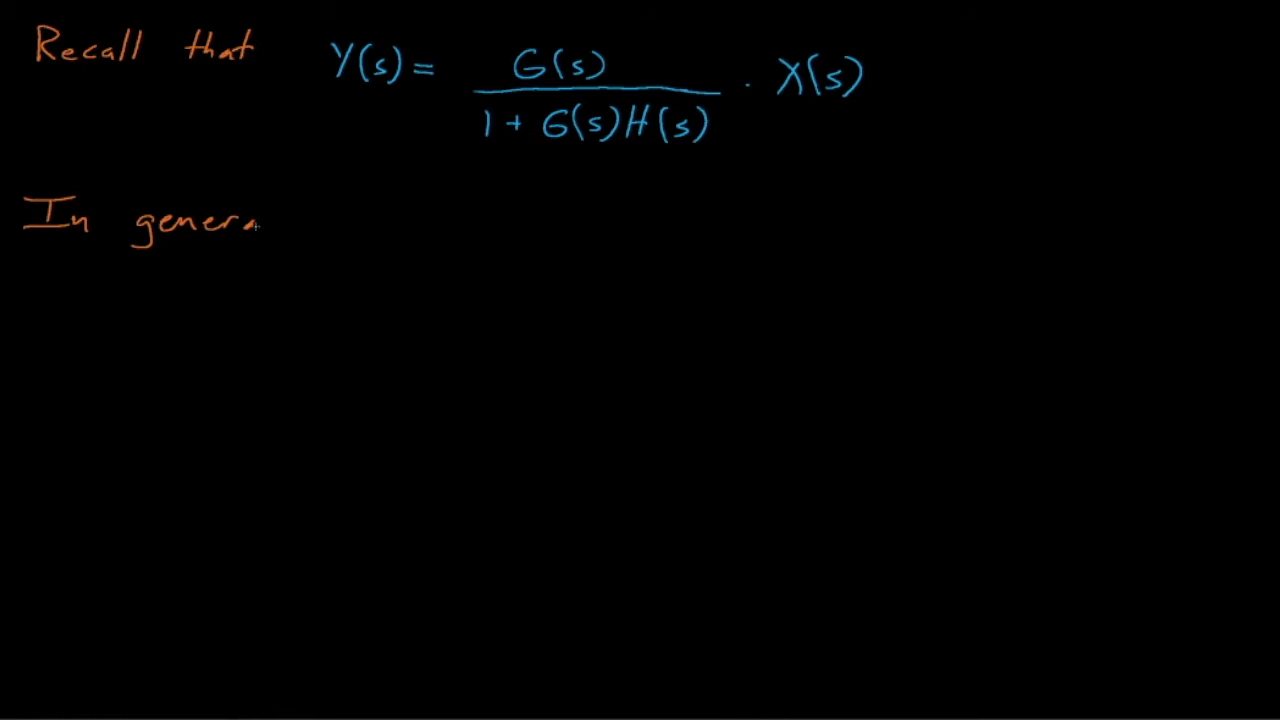 Recall that Y(s) = G(s) / 1 + G(s)H(s) · X(s)
In genera